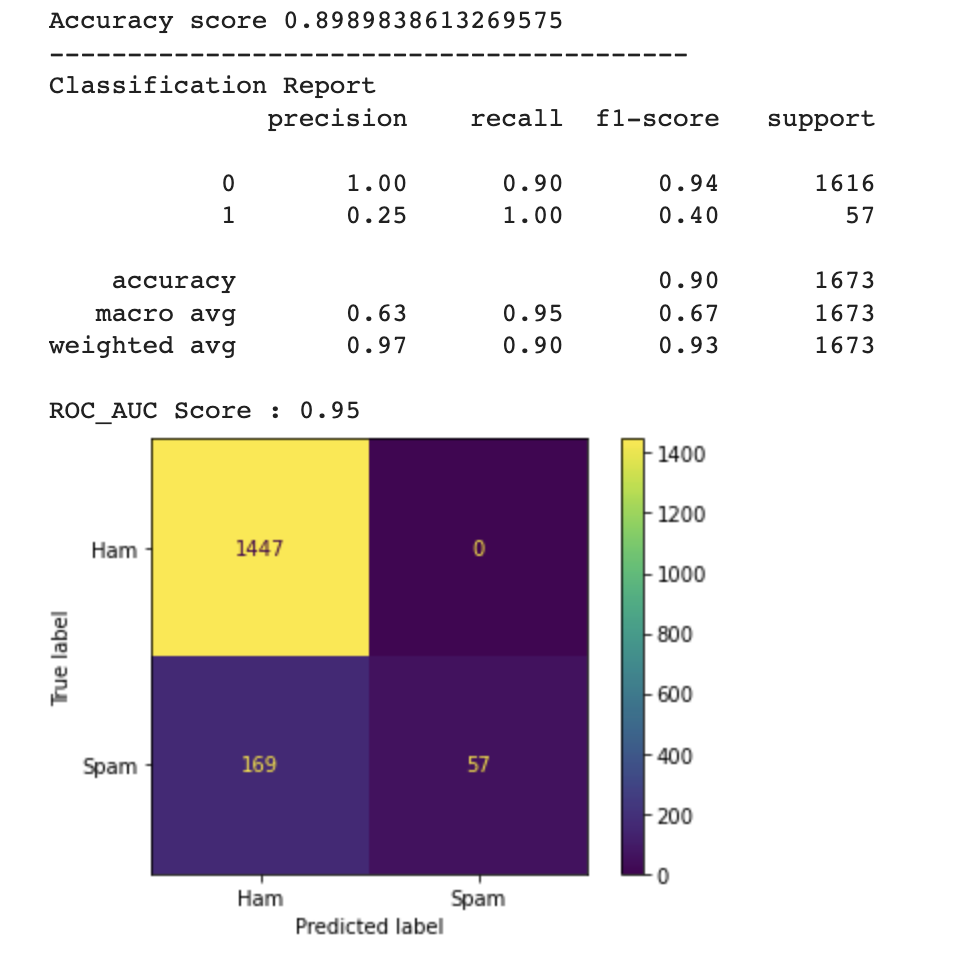 Accuracy score 0.8989838613269575
-----------------------------------------
Classification Report
precision recall f1-score support
0 1.00 0.90 0.94 1616
1 0.25 1.00 0.40 57
accuracy 0.90 1673
macro avg 0.63 0.95 0.67 1673
weighted avg 0.97 0.90 0.93 1673
ROC_AUC Score : 0.95
1400
1200
1000
800
600
400
200
0
True label
Ham 1447 0
Spam 169 57
Ham Spam
Predicted label